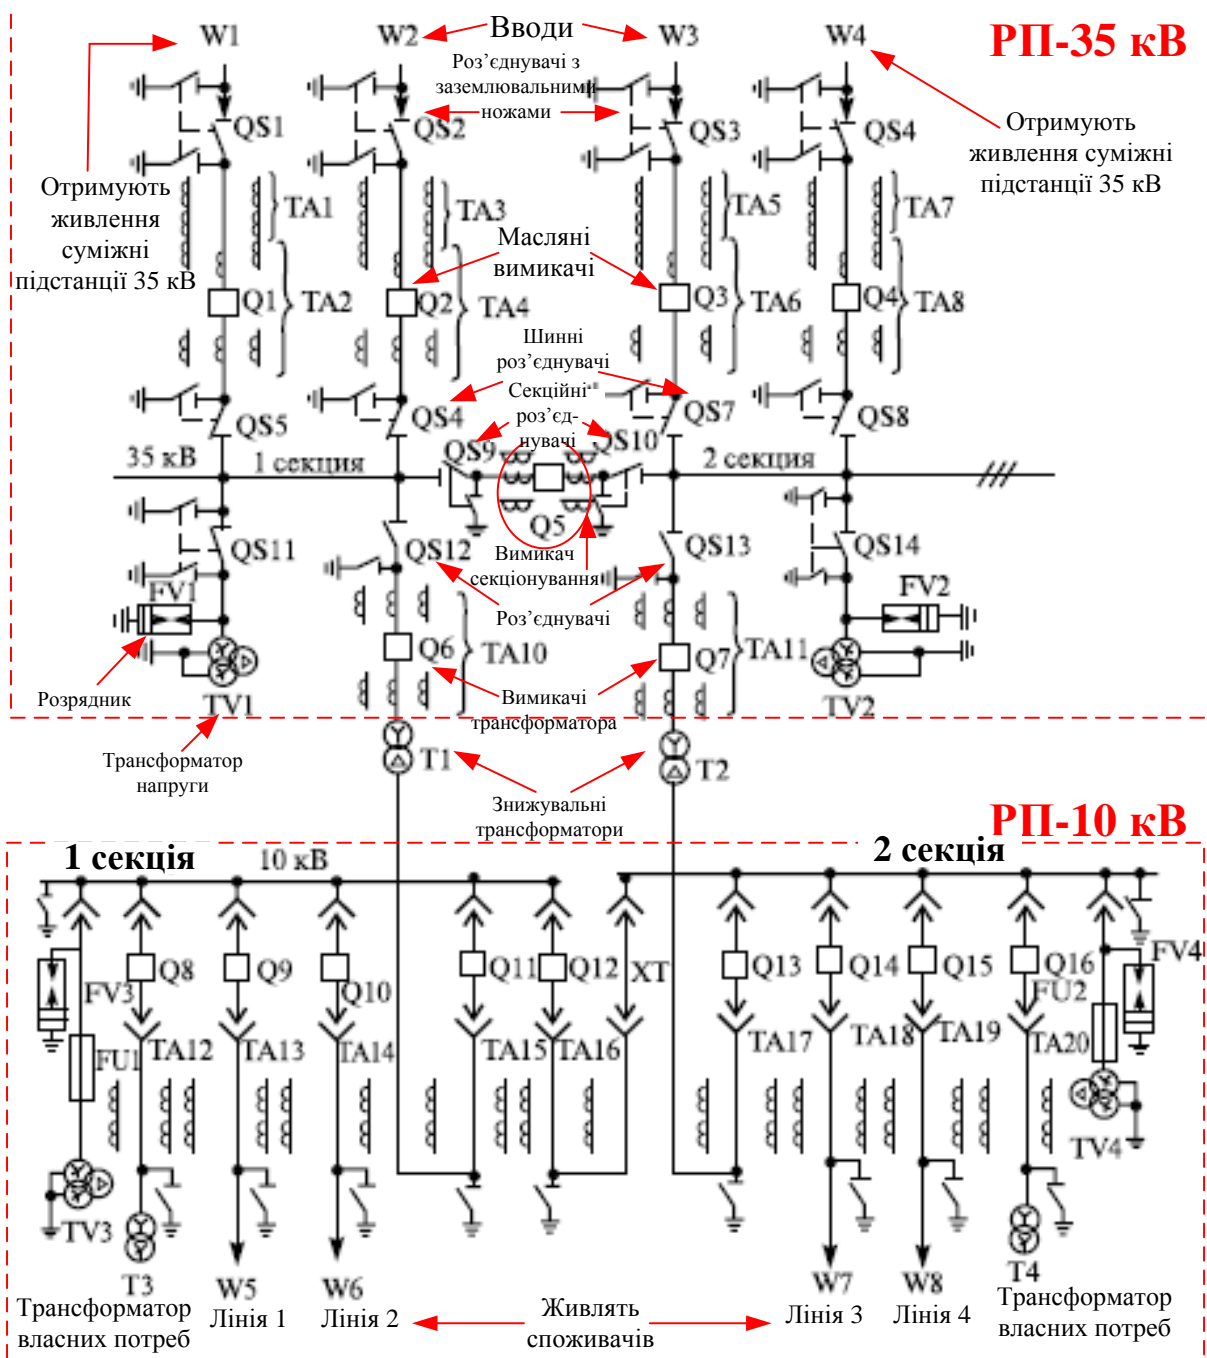 W1
W2
Вводи
W3
W4
РП-35 кВ
Роз’єднувачі з
заземлювальними
ножами
QS1
QS2
QS3
QS4
Отримують
живлення суміжні
підстанції 35 кВ
Отримують
живлення
суміжні
підстанції 35 кВ
TA1
TA3
TA5
TA7
Масляні
вимикачі
Q1
TA2
Q2
TA4
Q3
TA6
Q4
TA8
Шинні
роз’єднувачі
Секційні
роз’єд-
нувачі
QS5
QS4
QS7
QS8
QS9
QS10
35 кВ
1 секция
2 секция
Q5
QS11
QS12
Вимикач
секціонування
QS13
QS14
Роз’єднувачі
FV1
FV2
Q6
TA10
Q7
TA11
Розрядник
TV1
Вимикачі
трансформатора
TV2
Трансформатор
напруги
T1
T2
Знижувальні
трансформатори
РП-10 кВ
1 секція
10 кВ
2 секція
Q8
Q9
Q10
Q11
Q12
XT
Q13
Q14
Q15
Q16
FV4
FV3
FU2
FU1
TA12
TA13
TA14
TA15
TA16
TA17
TA18
TA19
TA20
TV3
TV4
T3
W5
W6
W7
W8
T4
Трансформатор
власних потреб
Лінія 1
Лінія 2
Живлять
споживачів
Лінія 3
Лінія 4
Трансформатор
власних потреб